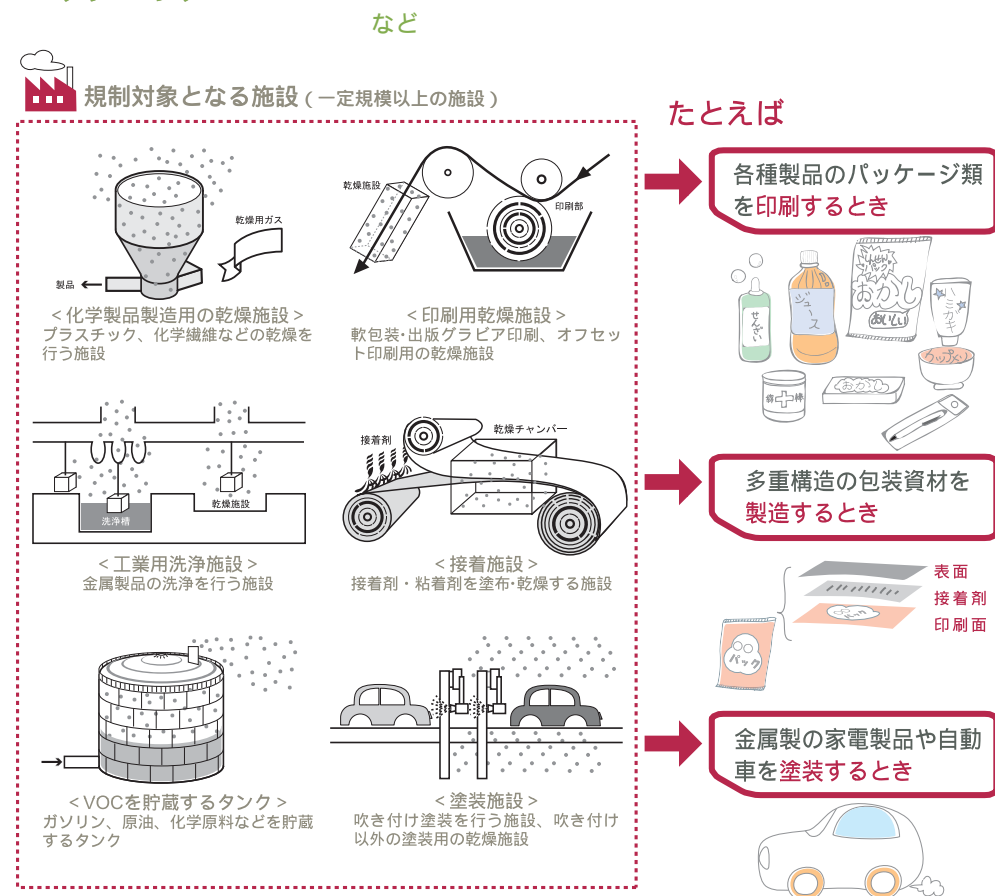 など
規制対象となる施設 ( 一定規模以上の施設 )
たとえば
乾燥用ガス
製品
＜化学製品製造用の乾燥施設＞
プラスチック、化学繊維などの乾燥を
行う施設
乾燥施設
印刷部
＜印刷用乾燥施設＞
軟包装･出版グラビア印刷、オフセッ
ト印刷用の乾燥施設
各種製品のパッケージ類
を印刷するとき
せんざい
ジュース
おかし
おいしい
ハミガキ
カップめん
おかし
洗浄槽
乾燥施設
＜工業用洗浄施設＞
金属製品の洗浄を行う施設
接着剤
乾燥チャンバー
＜接着施設＞
接着剤・粘着剤を塗布･乾燥する施設
多重構造の包装資材を
製造するとき
表面
接着剤
印刷面
パック
パック
＜VOCを貯蔵するタンク＞
ガソリン、原油、化学原料などを貯蔵
するタンク
＜塗装施設＞
吹き付け塗装を行う施設、吹き付け
以外の塗装用の乾燥施設
金属製の家電製品や自動
車を塗装するとき